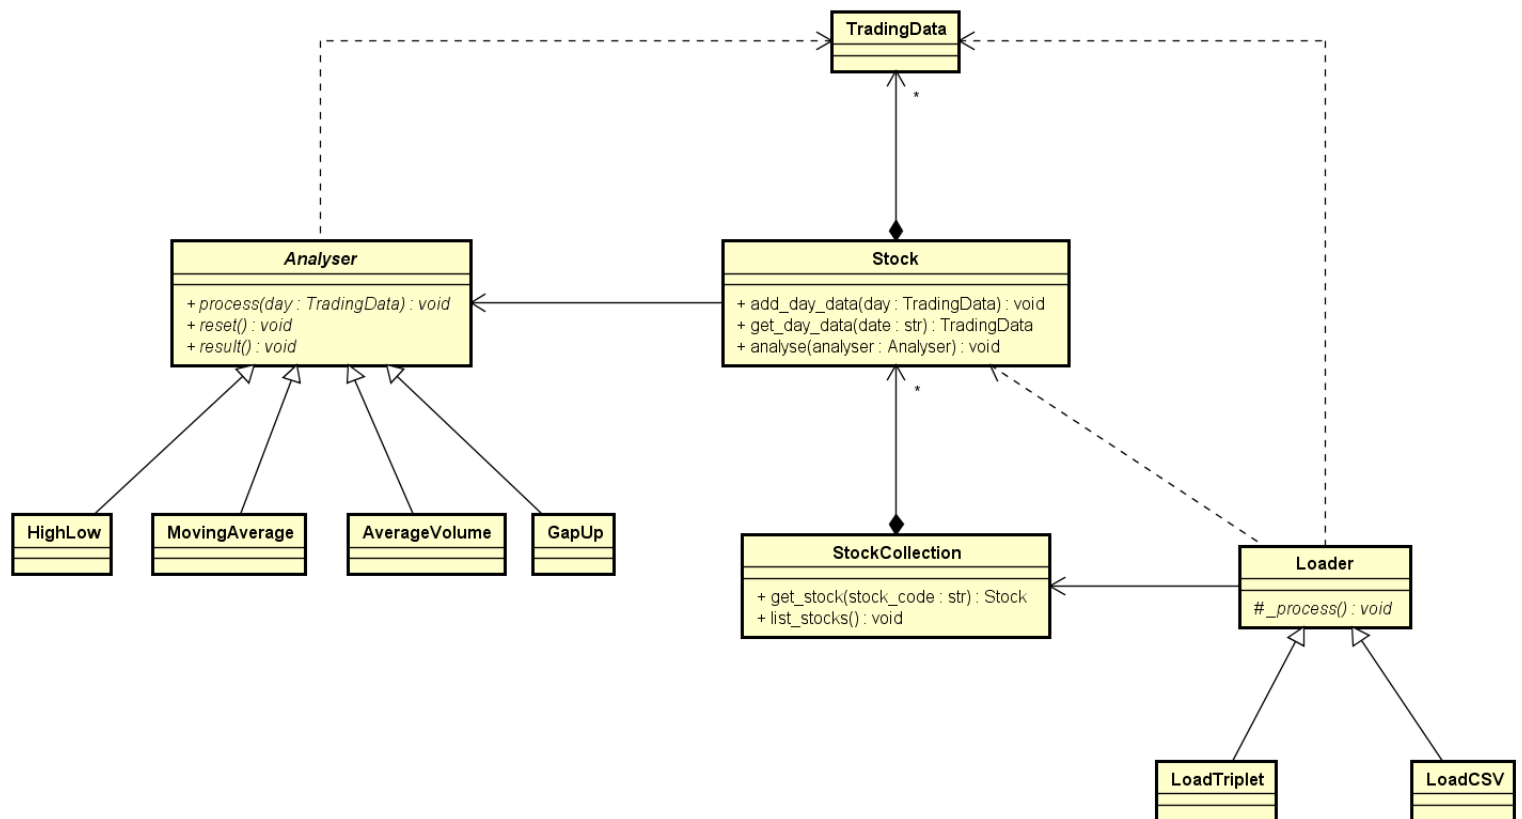 TradingData
*
Analyser
+ process(day : TradingData) : void
+ reset() : void
+ result() : void
Stock
+ add_day_data(day : TradingData) : void
+ get_day_data(date : str) : TradingData
+ analyse(analyser : Analyser) : void
*
HighLow
MovingAverage
AverageVolume
GapUp
StockCollection
+ get_stock(stock_code : str) : Stock
+ list_stocks() : void
Loader
# _process() : void
LoadTriplet
LoadCSV